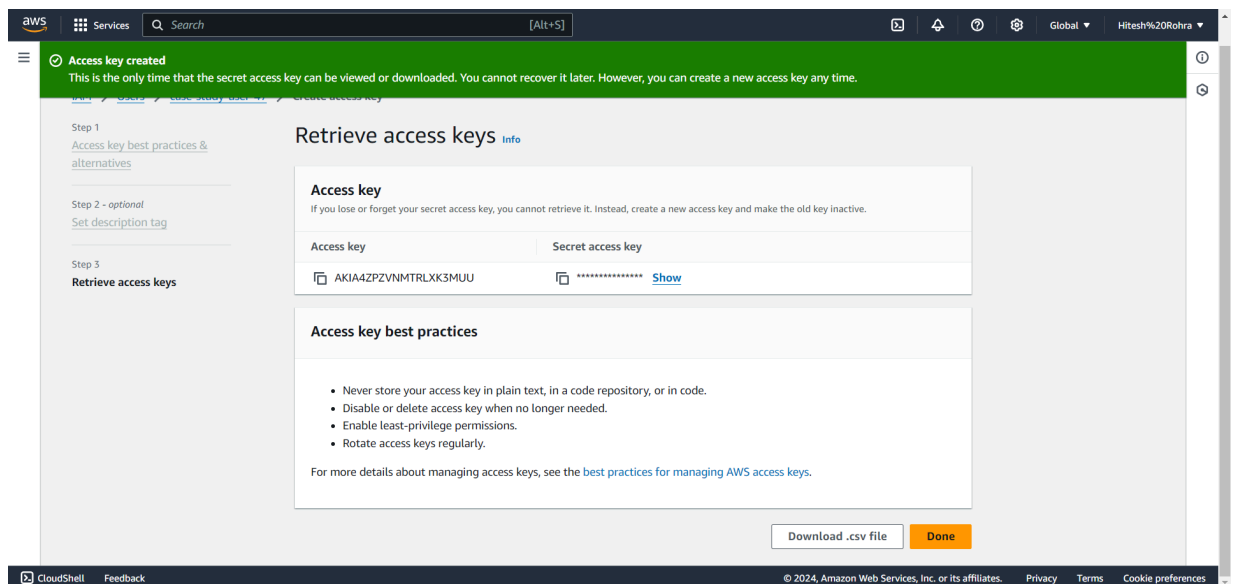 aws Services Search [Alt+S] Global Hitesh%20Rohra
Access key created
This is the only time that the secret access key can be viewed or downloaded. You cannot recover it later. However, you can create a new access key any time.
IAM Users case-study-user-47 Create access key
Step 1
Access key best practices &
alternatives
Step 2 - optional
Set description tag
Step 3
Retrieve access keys
Retrieve access keys Info
Access key
If you lose or forget your secret access key, you cannot retrieve it. Instead, create a new access key and make the old key inactive.
Access key Secret access key
AKIA4ZPZVNMTRLXK3MUU *************** Show
Access key best practices
• Never store your access key in plain text, in a code repository, or in code.
• Disable or delete access key when no longer needed.
• Enable least-privilege permissions.
• Rotate access keys regularly.
For more details about managing access keys, see the best practices for managing AWS access keys.
Download .csv file Done
CloudShell Feedback © 2024, Amazon Web Services, Inc. or its affiliates. Privacy Terms Cookie preferences